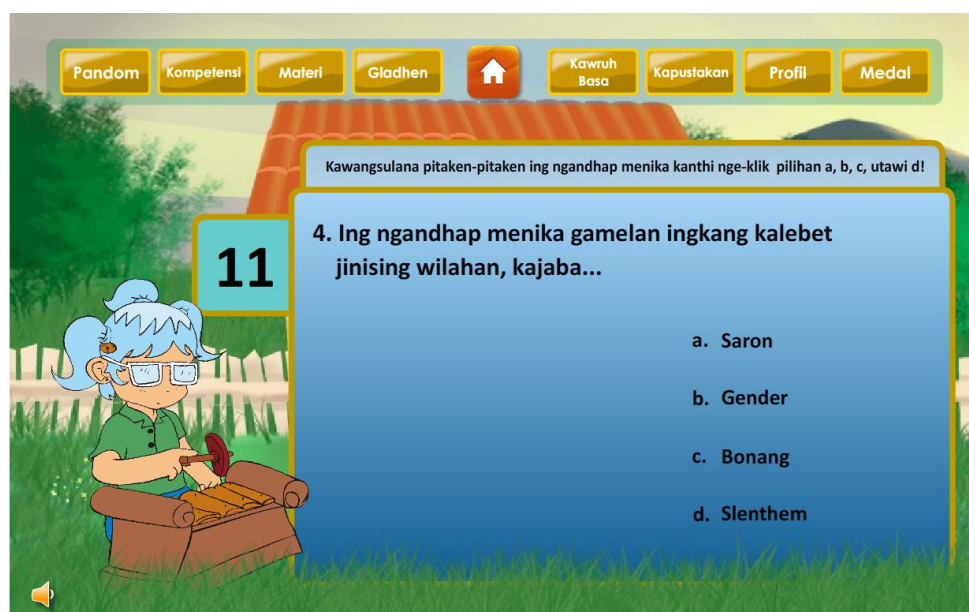 Pandom
Kompetensi
Materi
Gladhen
Kawruh
Basa
Kapustakan
Profil
Medal
Kawangsulana pitaken-pitaken ing ngandhap menika kanthi nge-klik pilihan a, b, c, utawi d!
11
4. Ing ngandhap menika gamelan ingkang kalebet
jinising wilahan, kajaba...
a. Saron
b. Gender
c. Bonang
d. Slenthem